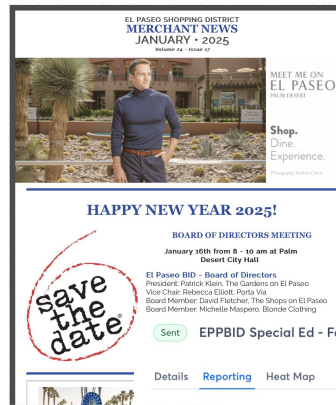 EL PASEO SHOPPING DISTRICT
MERCHANT NEWS
JANUARY • 2025
Volume 24 - Issue 17
MEET ME ON
EL PASEO
PALM DESERT
Shop.
Dine.
Experience.
HAPPY NEW YEAR 2025!
BOARD OF DIRECTORS MEETING
January 16th from 8 - 10 am at Palm
Desert City Hall
save
the
date
El Paseo BID - Board of Directors
President: Patrick Klein, The Gardens on El Paseo
Vice Chair: Rebecca Elliott, Porta Via
Board Member: David Fletcher, The Shops on El Paseo
Board Member: Michelle Maspero, Blonde Clothing
Sent EPPBID Special Ed - Fe
Details Reporting Heat Map